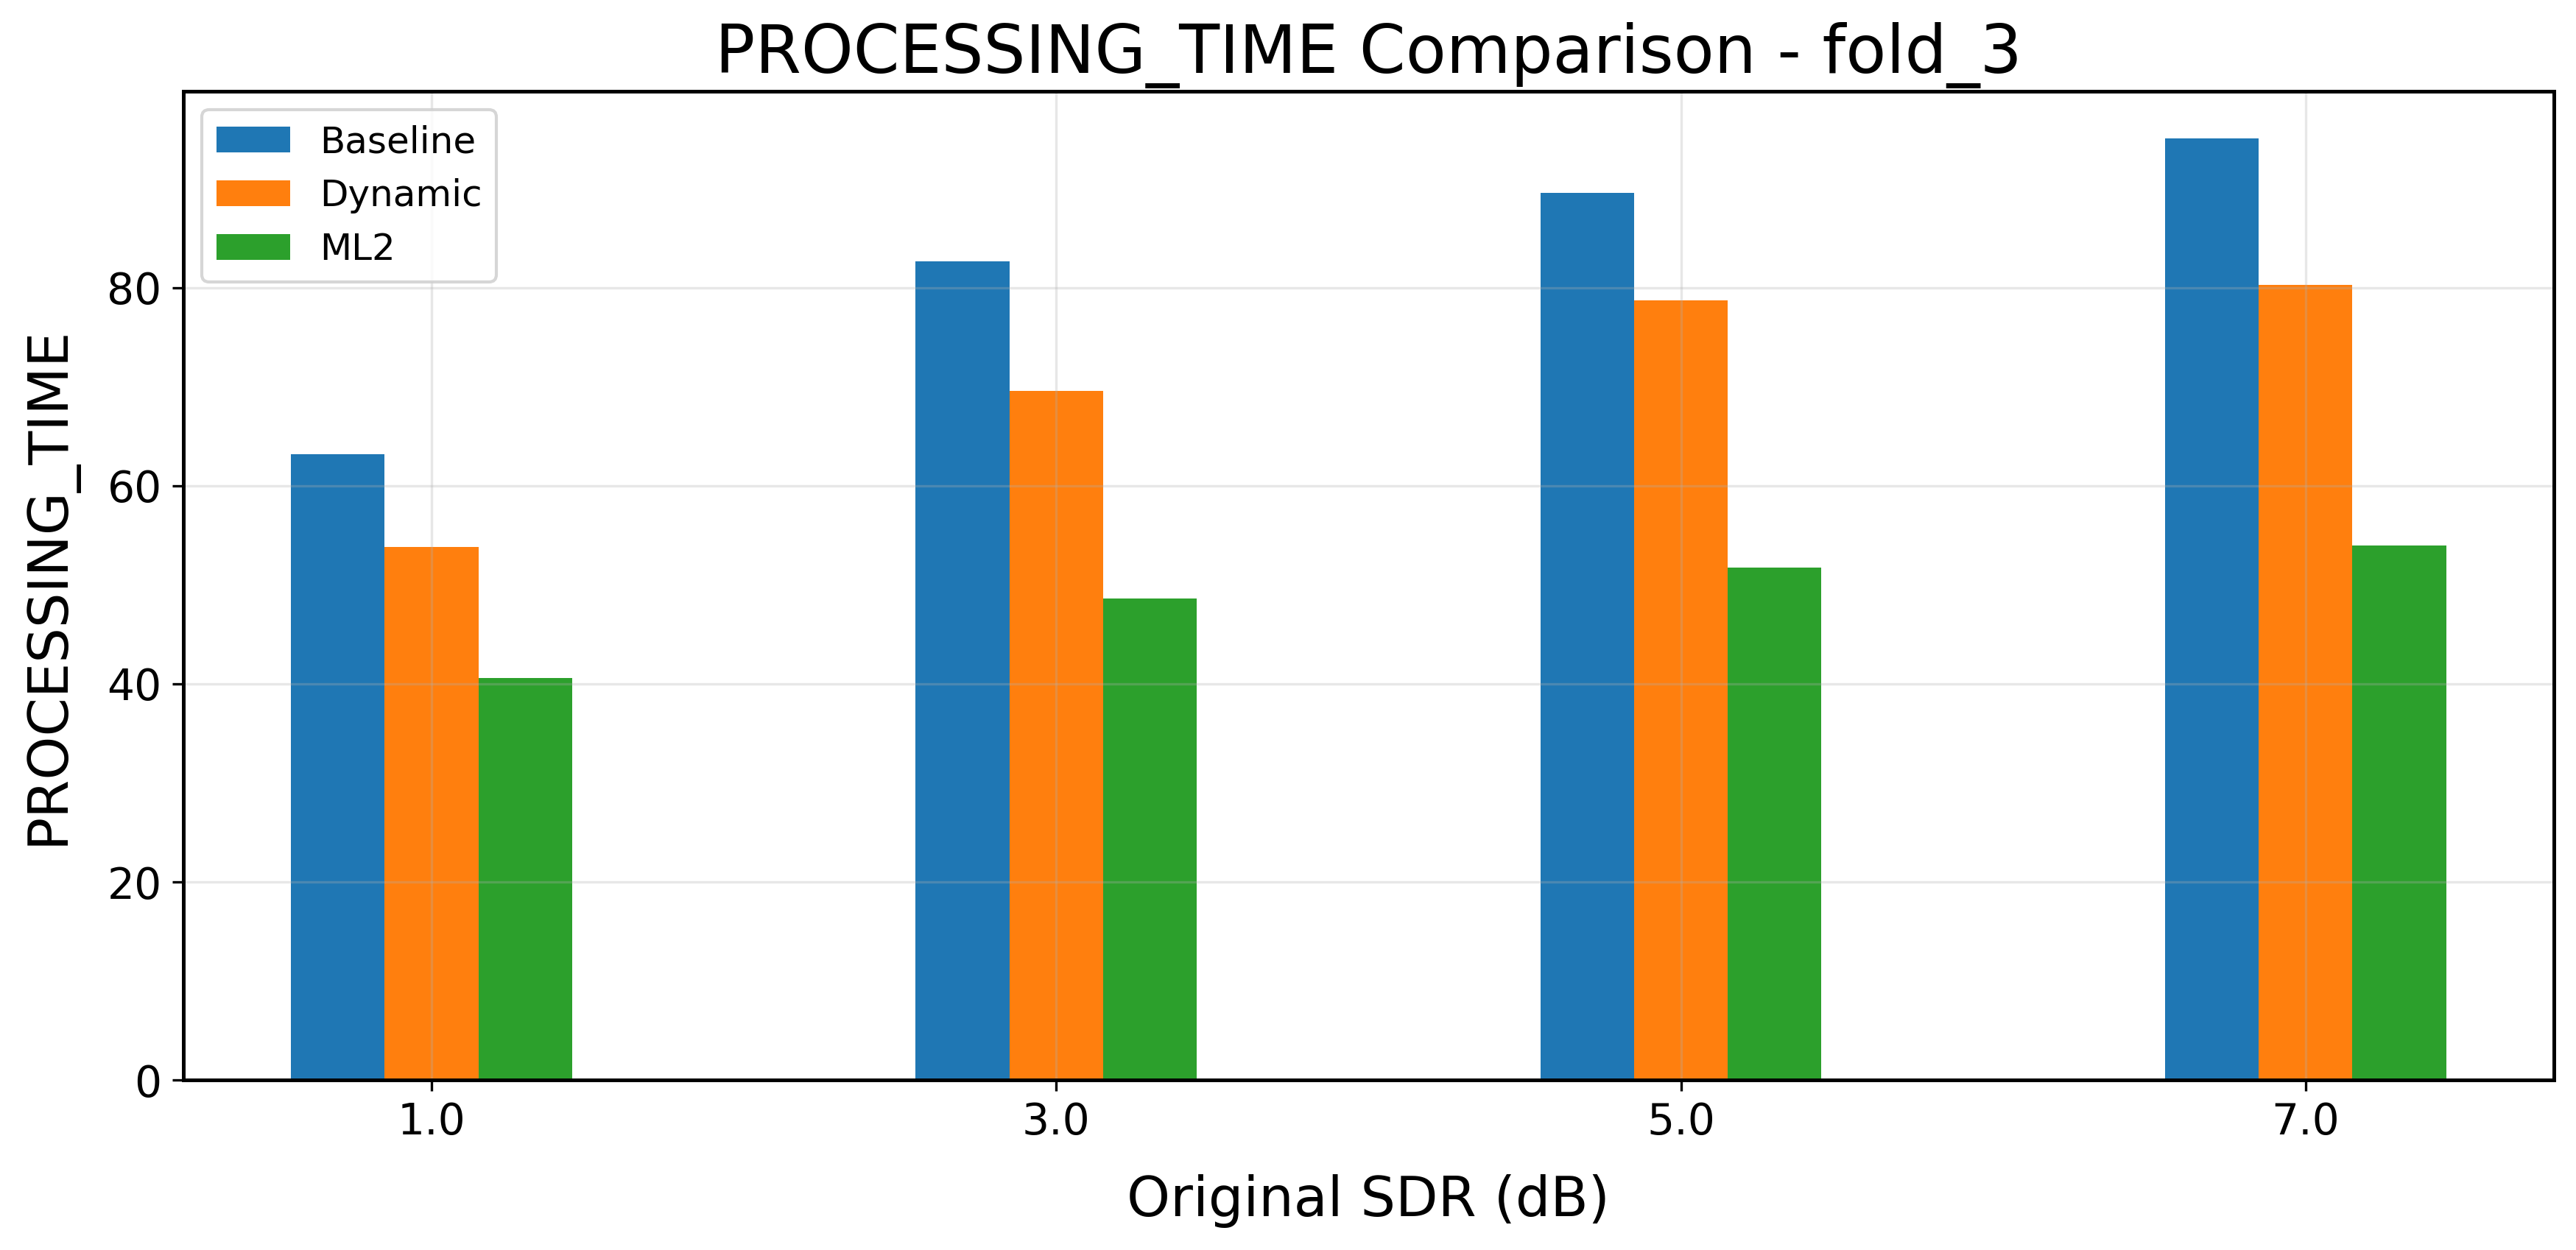 PROCESSING_TIME Comparison - fold_3
Baseline
Dynamic
ML2
PROCESSING_TIME
80
60
40
20
0
1.0 3.0 5.0 7.0
Original SDR (dB)